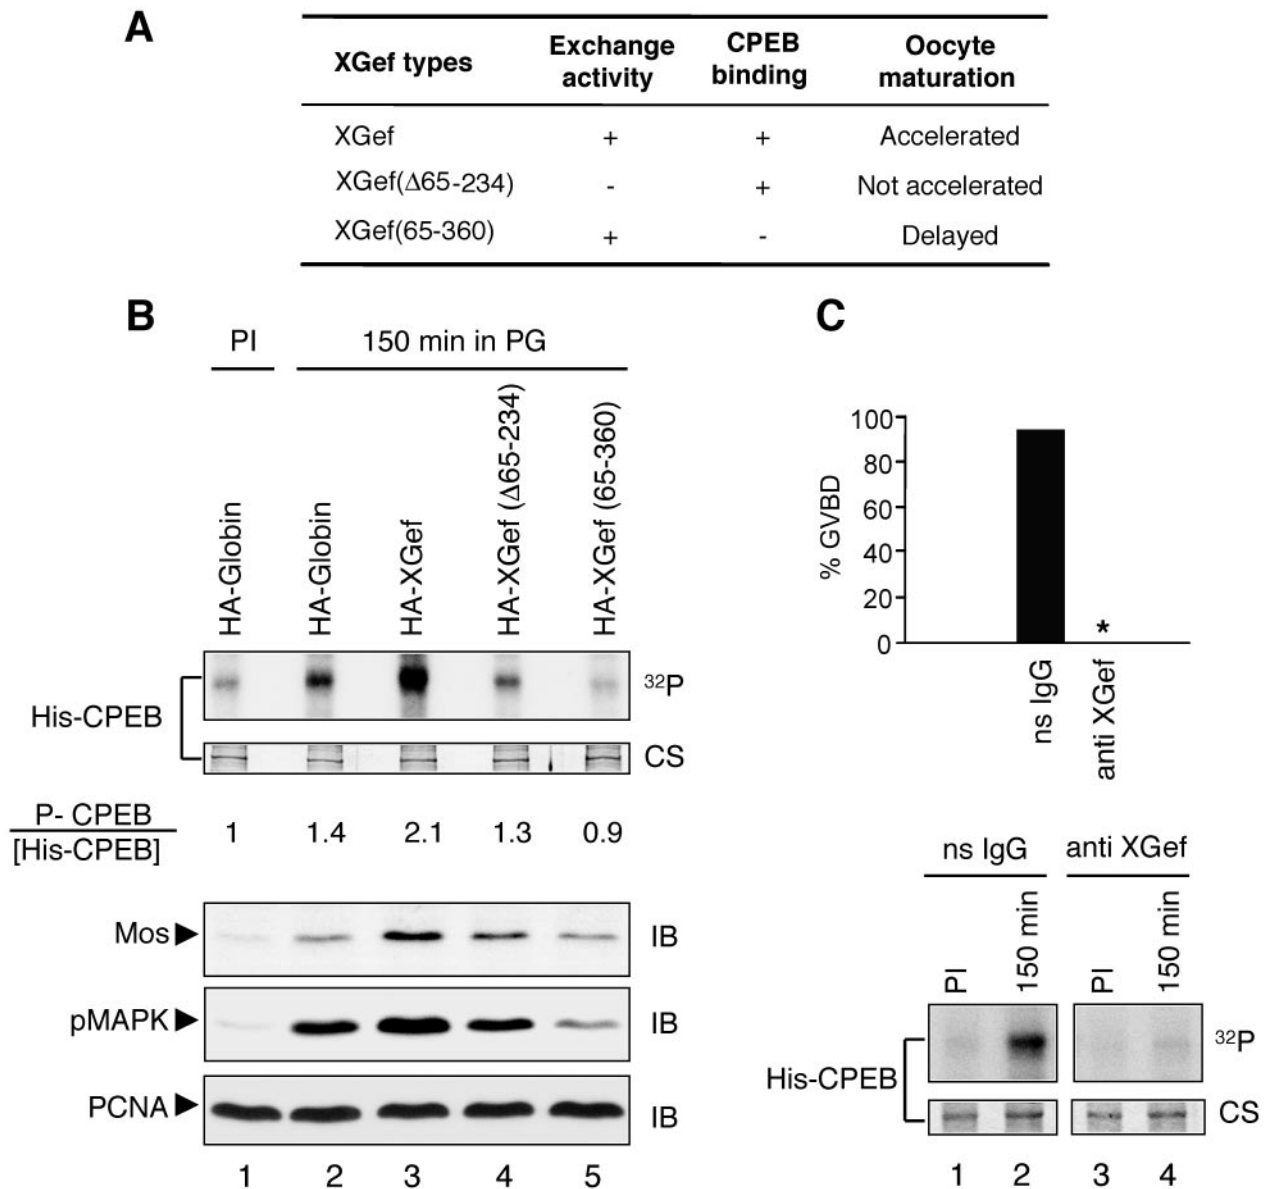 A
XGef types
Exchange activity
CPEB binding
Oocyte maturation
XGef + + Accelerated
XGef(Δ65-234) - + Not accelerated
XGef(65-360) + - Delayed
B
PI
150 min in PG
HA-Globin
HA-Globin
HA-XGef
HA-XGef (Δ65-234)
HA-XGef (65-360)
His-CPEB
32P
CS
P- CPEB
[His-CPEB]
1 1.4 2.1 1.3 0.9
Mos IB
pMAPK IB
PCNA IB
1 2 3 4 5
C
% GVBD
100
80
60
40
20
0
*
ns IgG
anti XGef
ns IgG anti XGef
PI
150 min
PI
150 min
His-CPEB
32P
CS
1 2 3 4